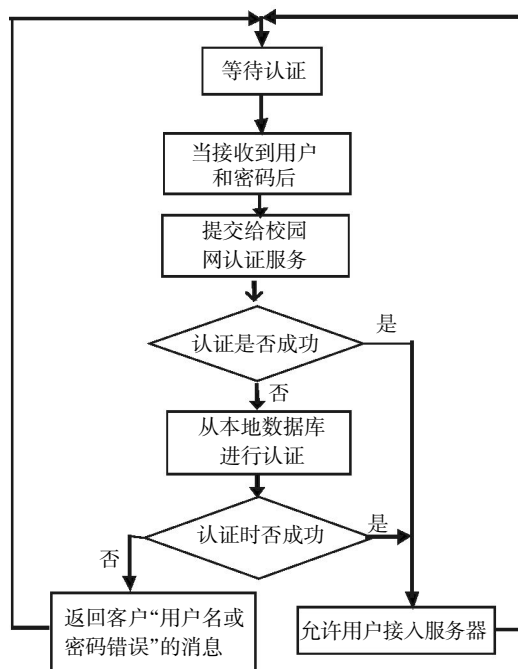 等待认证
当接收到用户
和密码后
提交给校园
网认证服务
认证是否成功
是
否
从本地数据库
进行认证
认证时否成功
是
否
返回客户“用户名或
密码错误”的消息
允许用户接入服务器